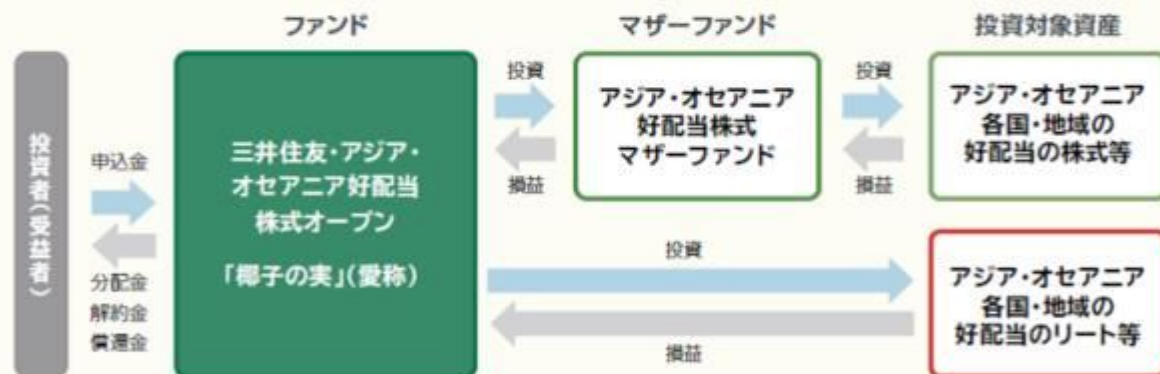 ファンド
マザーファンド
投資対象資産
投資者(受益者)
申込金
分配金
解約金
償還金
三井住友・アジア・
オセアニア好配当
株式オープン
「椰子の実」(愛称)
投資
損益
アジア・オセアニア
好配当株式
マザーファンド
投資
損益
アジア・オセアニア
各国・地域の
好配当の株式等
投資
損益
アジア・オセアニア
各国・地域の
好配当のリート等